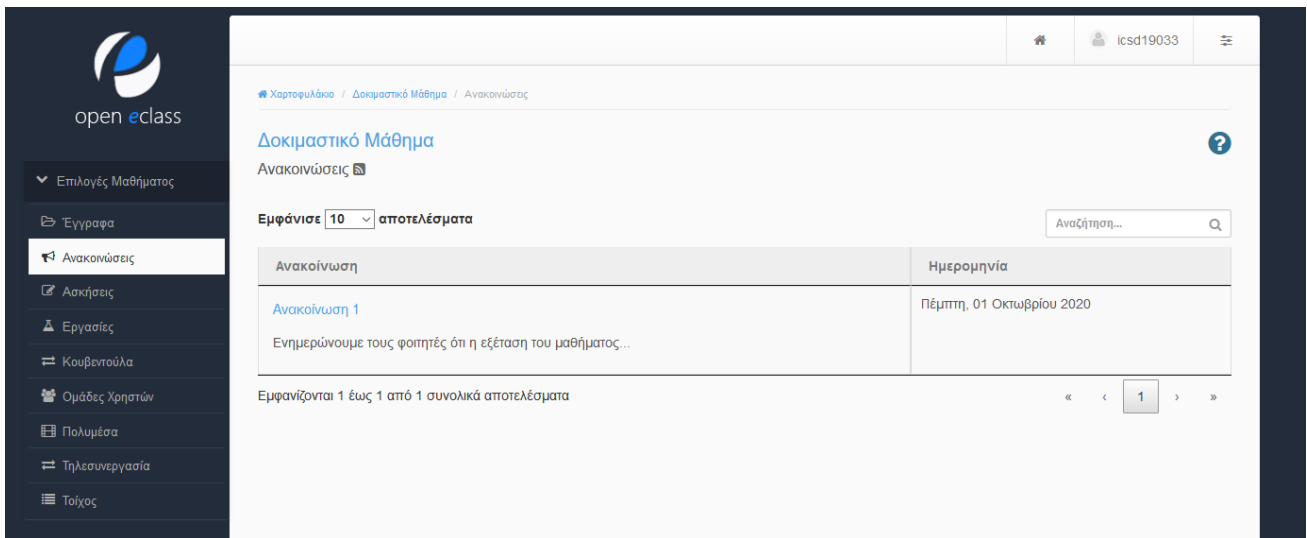 icsd19033
open eclass
Χαρτοφυλάκιο / Δοκιμαστικό Μάθημα / Ανακοινώσεις
Δοκιμαστικό Μάθημα
Ανακοινώσεις
Επιλογές Μαθήματος
Έγγραφα
Ανακοινώσεις
Ασκήσεις
Εργασίες
Κουβεντούλα
Ομάδες Χρηστών
Πολυμέσα
Τηλεσυνεργασία
Τοίχος
Εμφάνισε 10 αποτελέσματα
Αναζήτηση...
Ανακοίνωση Ημερομηνία
Ανακοίνωση 1 Πέμπτη, 01 Οκτωβρίου 2020
Ενημερώνουμε τους φοιτητές ότι η εξέταση του μαθήματος...
Εμφανίζονται 1 έως 1 από 1 συνολικά αποτελέσματα
« ‹ 1 › »